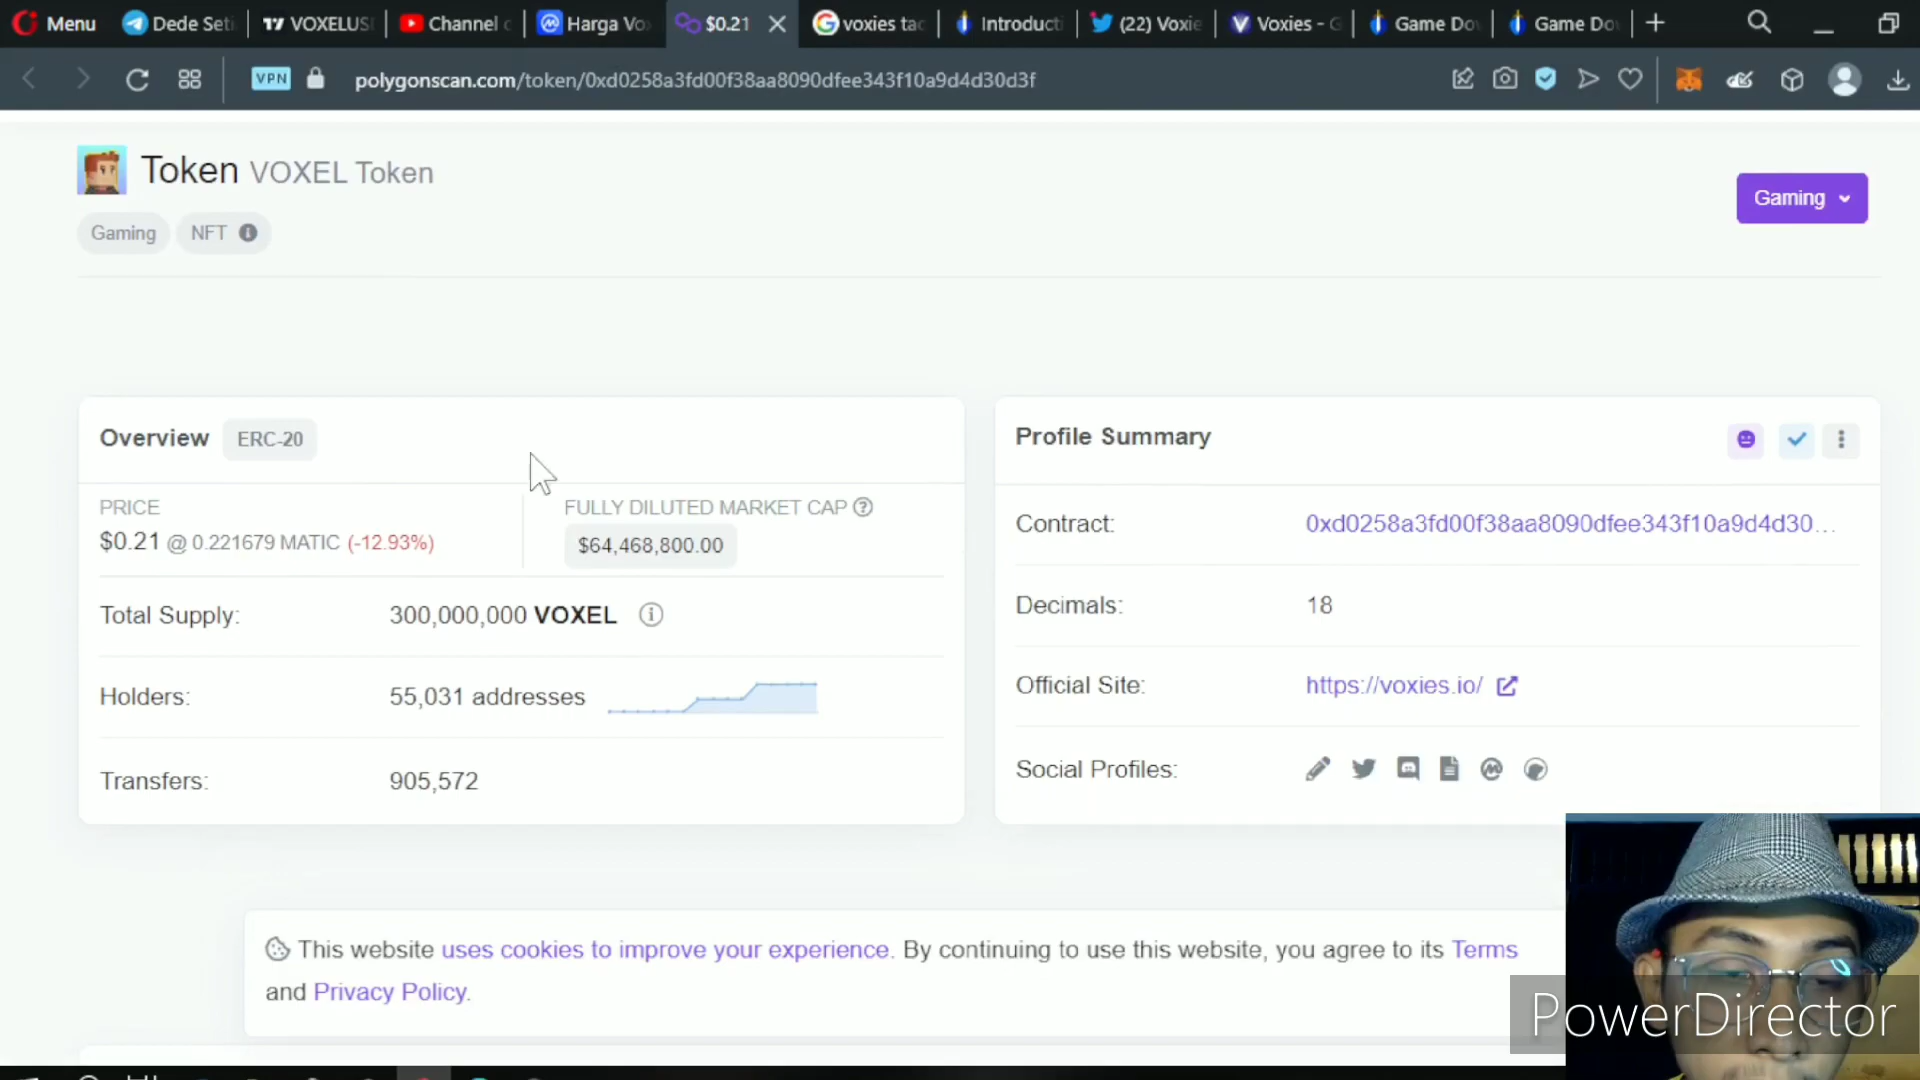 Menu
Dede Seti
VOXELUS
Channel
Harga Vo
$0.21
voxies tac
Introducti
(22) Voxie
Voxies - G
Game Do
Game Do
VPN
polygonscan.com/token/0xd0258a3fd00f38aa8090dfee343f10a9d4d30d3f
Token VOXEL Token
Gaming
NFT
Gaming
Overview ERC-20
PRICE
$0.21 @ 0.221679 MATIC (-12.93%)
FULLY DILUTED MARKET CAP
$64,468,800.00
Total Supply: 300,000,000 VOXEL
Holders: 55,031 addresses
Transfers: 905,572
Profile Summary
Contract: 0xd0258a3fd00f38aa8090dfee343f10a9d4d30...
Decimals: 18
Official Site: https://voxies.io/
Social Profiles:
This website uses cookies to improve your experience. By continuing to use this website, you agree to its Terms
and Privacy Policy.
PowerDirector